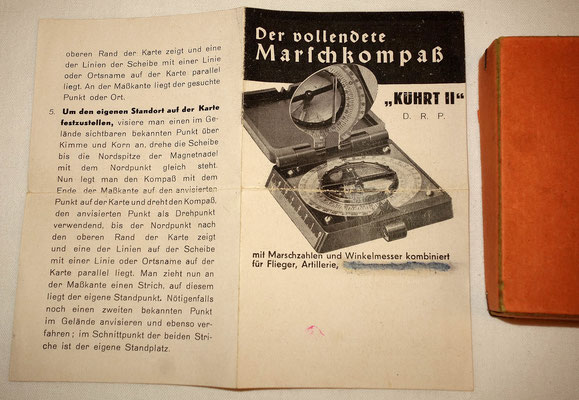 oberen Rand der Karte zeigt und eine
der Linien der Scheibe mit einer Linie
oder Ortsname auf der Karte parallel
liegt. An der Maßkante liegt der gesuchte
Punkt oder Ort.
5. Um den eigenen Standort auf der Karte
festzustellen, visiere man einen im Ge-
lände sichtbaren bekannten Punkt über
Kimme und Korn an, drehe die Scheibe
bis die Nordspitze der Magnetnadel
mit dem Nordpunkt gleich steht.
Nun legt man den Kompaß mit dem
Ende der Maßkante auf den anvisierten
Punkt auf der Karte und dreht den Kompaß,
den anvisierten Punkt als Drehpunkt
verwendend, bis der Nordpunkt nach
den oberen Rand der Karte zeigt
und eine der Linien auf der Scheibe
mit einer Linie oder Ortsname auf der
Karte parallel liegt. Man zieht nun an
der Maßkante einen Strich, auf diesem
liegt der eigene Standpunkt. Nötigenfalls
noch einen zweiten bekannten Punkt
im Gelände anvisieren und ebenso ver-
fahren; im Schnittpunkt der beiden Stri-
che ist der eigene Standplatz.
Der vollendete
Marschkompaß
„KÜHRT II"
D. R. P.
mit Marschzahlen und Winkelmesser kombiniert
für Flieger, Artillerie,